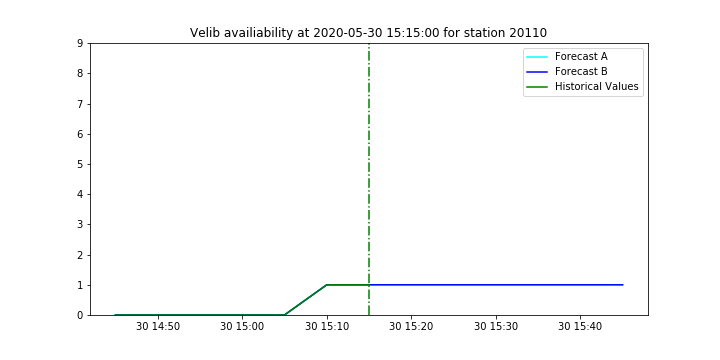 Velib availiability at 2020-05-30 15:15:00 for station 20110
9
8
7
6
5
4
3
2
1
0
Forecast A
Forecast B
Historical Values
30 14:50 30 15:00 30 15:10 30 15:20 30 15:30 30 15:40